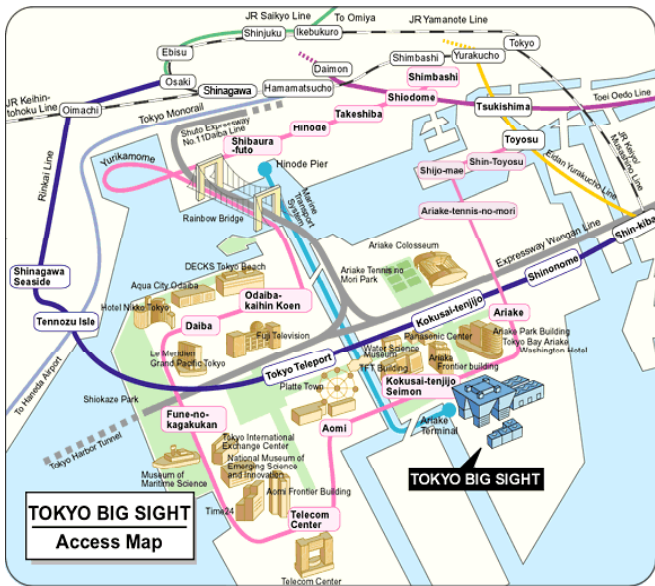 JR Saikyo Line
To Omiya
JR Yamanote Line
Shinjuku
Ikebukuro
Tokyo
Ebisu
Shimbashi
Yurakucho
Daimon
Osaki
Shinagawa
Hamamatsucho
Shimbashi
Shiodome
JR Keihin-
tohoku Line
Oimachi
Tokyo Monorail
Tsukishima
Toei Oedo Line
Takeshiba
Hinode
Shuto Expressway
No.11Daiba Line
Shibaura
-futo
Toyosu
JR Keiyo/
Musashino Line
Yurikamome
Hinode Pier
Shijo-mae
Shin-Toyosu
Eidan Yurakucho Line
Rinkai Line
Rainbow Bridge
Marine
Transport
System
Ariake-tennis-no-mori
Expressway Wangan Line
Shin-kiba
Ariake Colosseum
DECKS Tokyo Beach
Ariake Tennis no
Mori Park
Shinonome
Shinagawa
Seaside
Aqua City, Odaiba
Odaiba-
kaihin Koen
Hotel Nikko Tokyo
Kokusai-tenjijo
Tennozu Isle
Daiba
Fuji Television
Ariake
Panasonic Center
Ariake Park Building
Tokyo Bay Ariake
Washington Hotel
Water Science
Museum
Le Meridien
Grand Pacific Tokyo
Ariake
Frontier building
Tokyo Teleport
TFT Building
Platte Town
Kokusai-tenjijo
Seimon
To Haneda Airport
Shiokaze Park
Fune-no-
kagakukan
Aomi
Ariake
Terminal
Tokyo Harbor Tunnel
Tokyo International
Exchange Center
National Museum of
Emerging Science
and Innovation
Museum of
Maritime Science
TOKYO BIG SIGHT
Aomi Frontier Building
Time24
Telecom
Center
TOKYO BIG SIGHT
Access Map
Telecom Center